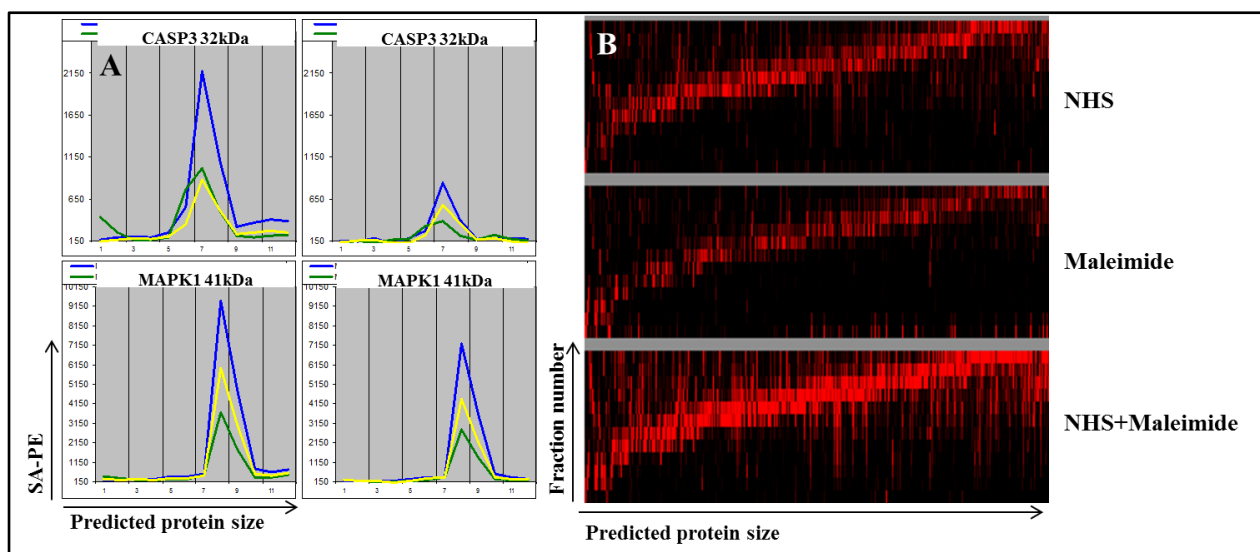 A
CASP3 32kDa
2150
1650
1150
650
150
1 3 5 7 9 11
CASP3 32kDa
2150
1650
1150
650
150
1 3 5 7 9 11
MAPK1 41kDa
10150
9150
8150
7150
6150
5150
4150
3150
2150
1150
150
1 3 5 7 9 11
MAPK1 41kDa
10150
9150
8150
7150
6150
5150
4150
3150
2150
1150
150
1 3 5 7 9 11
SA-PE
Predicted protein size
B
NHS
Maleimide
NHS+Maleimide
Fraction number
Predicted protein size